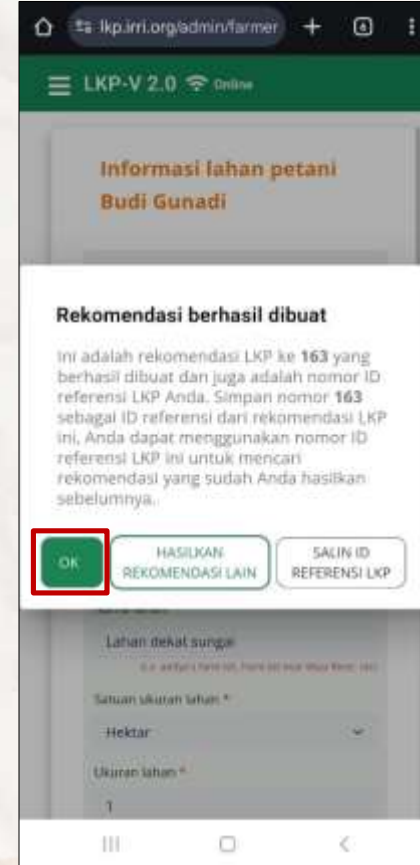 lkp.irri.org/admin/farmer
LKP-V 2.0 Online
Informasi lahan petani
Budi Gunadi
Rekomendasi berhasil dibuat
Ini adalah rekomendasi LKP ke 163 yang
berhasil dibuat dan juga adalah nomor ID
referensi LKP Anda. Simpan nomor 163
sebagai ID referensi dari rekomendasi LKP
ini, Anda dapat menggunakan nomor ID
referensi LKP ini untuk mencari
rekomendasi yang sudah Anda hasilkan
sebelumnya.
OK
HASILKAN
REKOMENDASI LAIN
SALIN ID
REFERENSI LKP
Lahan dekat sungai
Satuan ukuran lahan *
Hektar
Ukuran lahan *
1